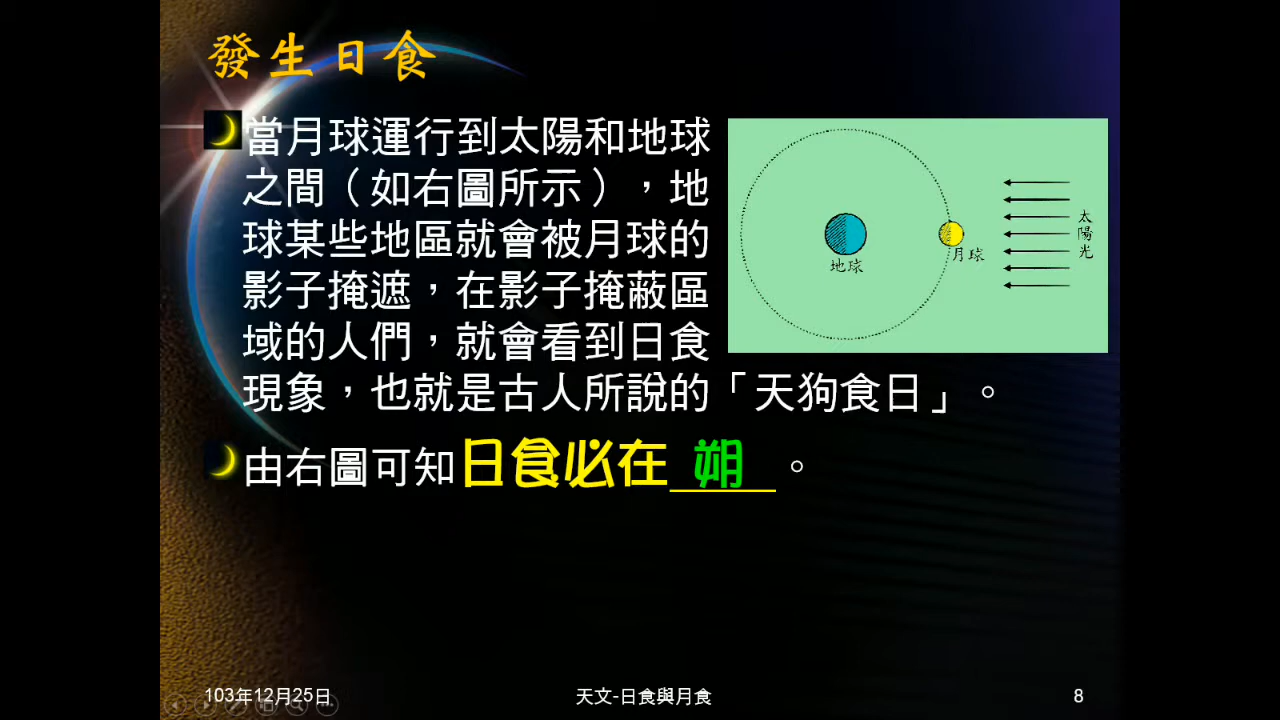 發生日食
當月球運行到太陽和地球
之間（如右圖所示），地
球某些地區就會被月球的
影子掩遮，在影子掩蔽區
域的人們，就會看到日食
現象，也就是古人所說的「天狗食日」。
地球
月球
太陽光
由右圖可知日食必在 朔 。
103年12月25日
天文-日食與月食
8